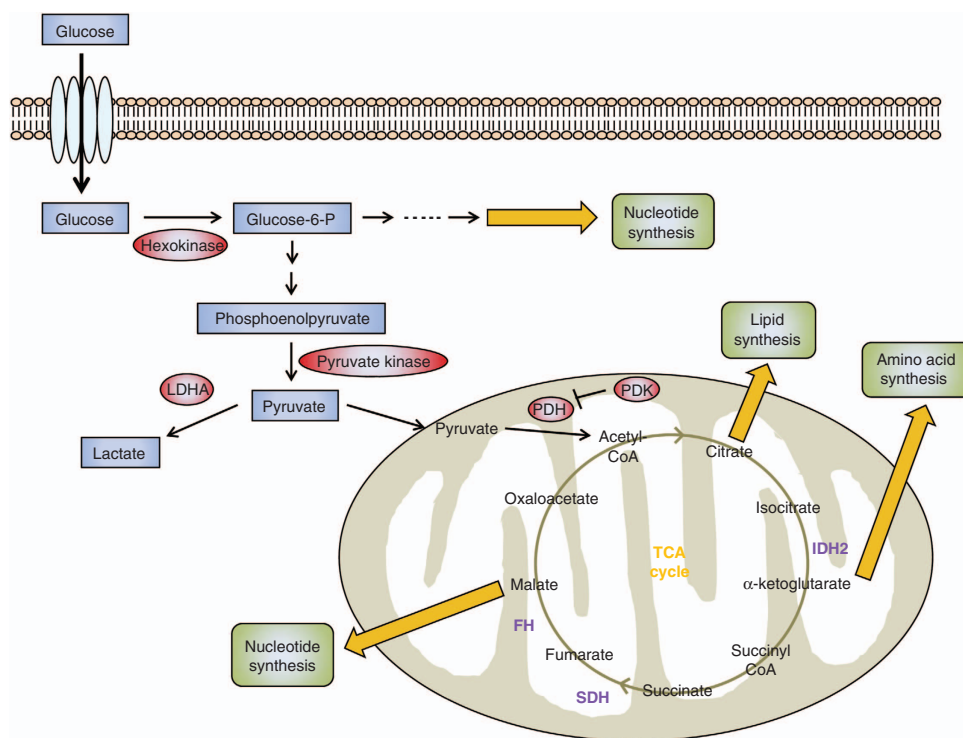 Glucose
Glucose
Glucose-6-P
Nucleotide
synthesis
Hexokinase
Phosphoenolpyruvate
Lipid
synthesis
Pyruvate kinase
Amino acid
synthesis
LDHA
Pyruvate
PDH
PDK
Lactate
Pyruvate
Acetyl-
CoA
Citrate
Oxaloacetate
Isocitrate
TCA
cycle
IDH2
Malate
α-ketoglutarate
FH
Nucleotide
synthesis
Fumarate
Succinyl
CoA
SDH
Succinate